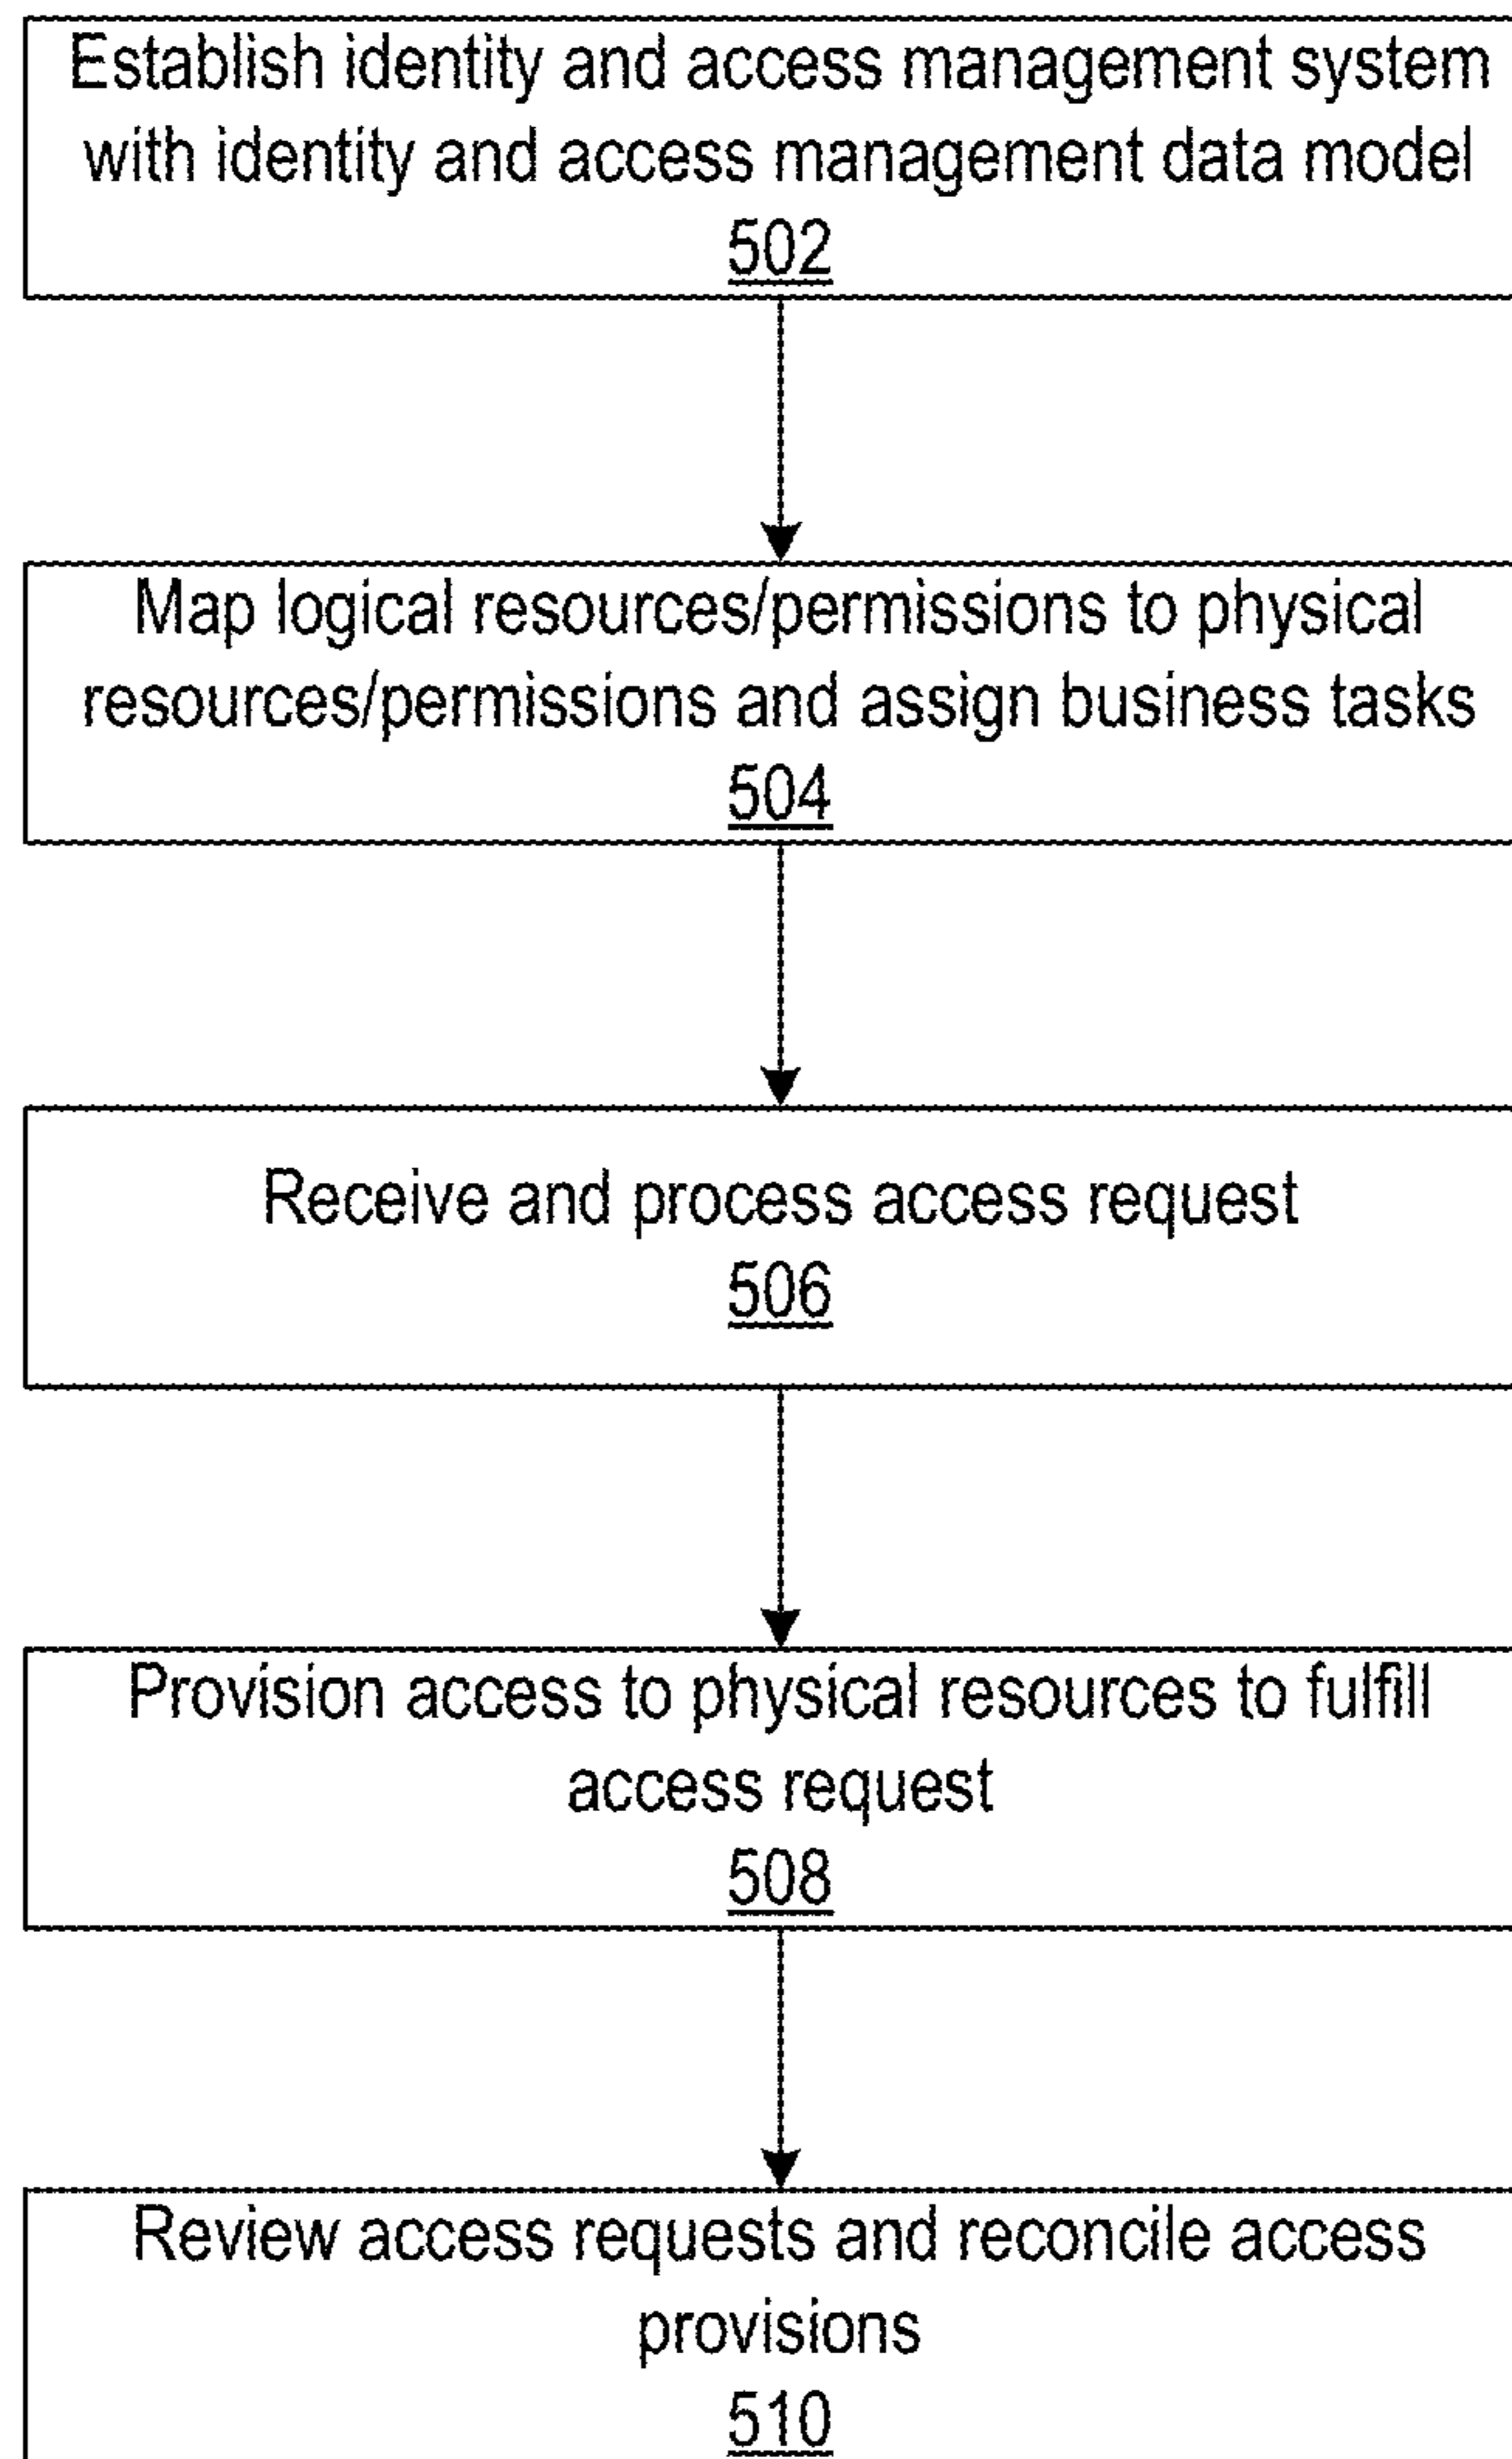 Establish identity and access management system
with identity and access management data model
502
Map logical resources/permissions to physical
resources/permissions and assign business tasks
504
Receive and process access request
506
Provision access to physical resources to fulfill
access request
508
Review access requests and reconcile access
provisions
510